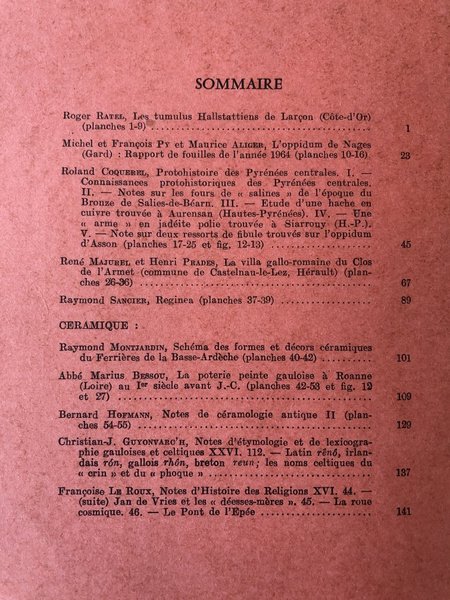 SOMMAIRE
Roger RATEL, Les tumulus Hallstattiens de Larçon (Côte-d'Or)
(planches 1-9) ........ 1
Michel et François PY et Maurice ALIGER, L'oppidum de Nages
(Gard) : Rapport de fouilles de l'année 1964 (planches 10-16) 23
Roland COQUEREL, Protohistoire des Pyrénées centrales. I. —
Connaissances protohistoriques des Pyrénées centrales.
II. — Notes sur les fours de « salines » de l'époque du
Bronze de Salies-de-Béarn. III. — Etude d'une hache en
cuivre trouvée à Aurensan (Hautes-Pyrénées). IV. — Une
« arme » en jadéite polie trouvée à Siarrony (H.-P.).
V. — Note sur deux ressorts de fibule trouvés sur l'oppidum
d'Asson (planches 17-25 et fig. 12-13) ........ 45
René MAJUREL et Henri PRADES, La villa gallo-romaine du Clos
de l'Armet (commune de Castelnau-le-Lez, Hérault) (plan-
ches 26-36) ........ 67
Raymond SANCIER, Reginea (planches 37-39) ........ 89
CERAMIQUE :
Raymond MONTJARDIN, Schéma des formes et décors céramiques
du Ferrières de la Basse-Ardèche (planches 40-42) ........ 101
Abbé Marius BESSOU, La poterie peinte gauloise à Roanne
(Loire) au Ier siècle avant J.-C. (planches 42-53 et fig. 12
et 27) ........ 109
Bernard HOFMANN, Notes de céramologie antique II (plan-
ches 54-55) ........ 129
Christian-J. GUYONVARC'H, Notes d'étymologie et de lexicogra-
phie gauloises et celtiques XXVI. 112. — Latin rēnō, irlan-
dais rón, gallois rhón, breton reun; les noms celtiques du
« crin » et du « phoque » ........ 137
Françoise LE ROUX, Notes d'Histoire des Religions XVI. 44. —
(suite) Jan de Vries et les « déesses-mères ». 45. — La roue
cosmique. 46. — Le Pont de l'Epée ........ 141